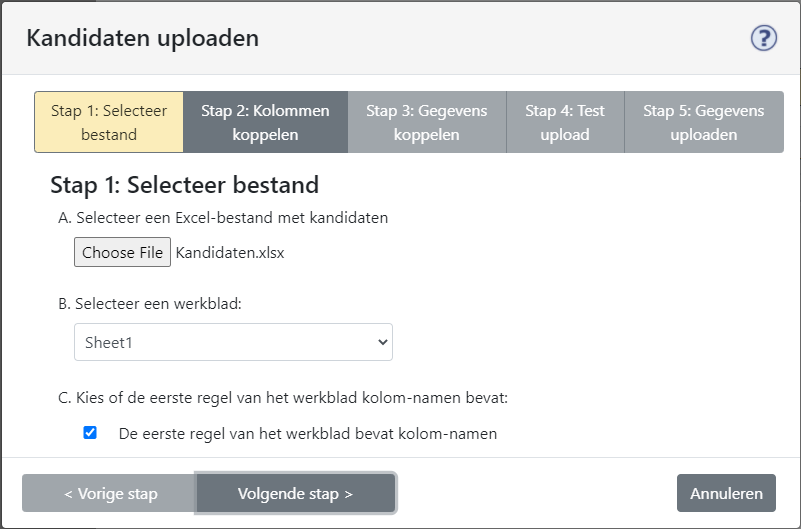 Kandidaten uploaden
?
Stap 1: Selecteer
bestand
Stap 2: Kolommen
koppelen
Stap 3: Gegevens
koppelen
Stap 4: Test
upload
Stap 5: Gegevens
uploaden
Stap 1: Selecteer bestand
A. Selecteer een Excel-bestand met kandidaten
Choose File Kandidaten.xlsx
B. Selecteer een werkblad:
Sheet1
C. Kies of de eerste regel van het werkblad kolom-namen bevat:
De eerste regel van het werkblad bevat kolom-namen
< Vorige stap
Volgende stap >
Annuleren